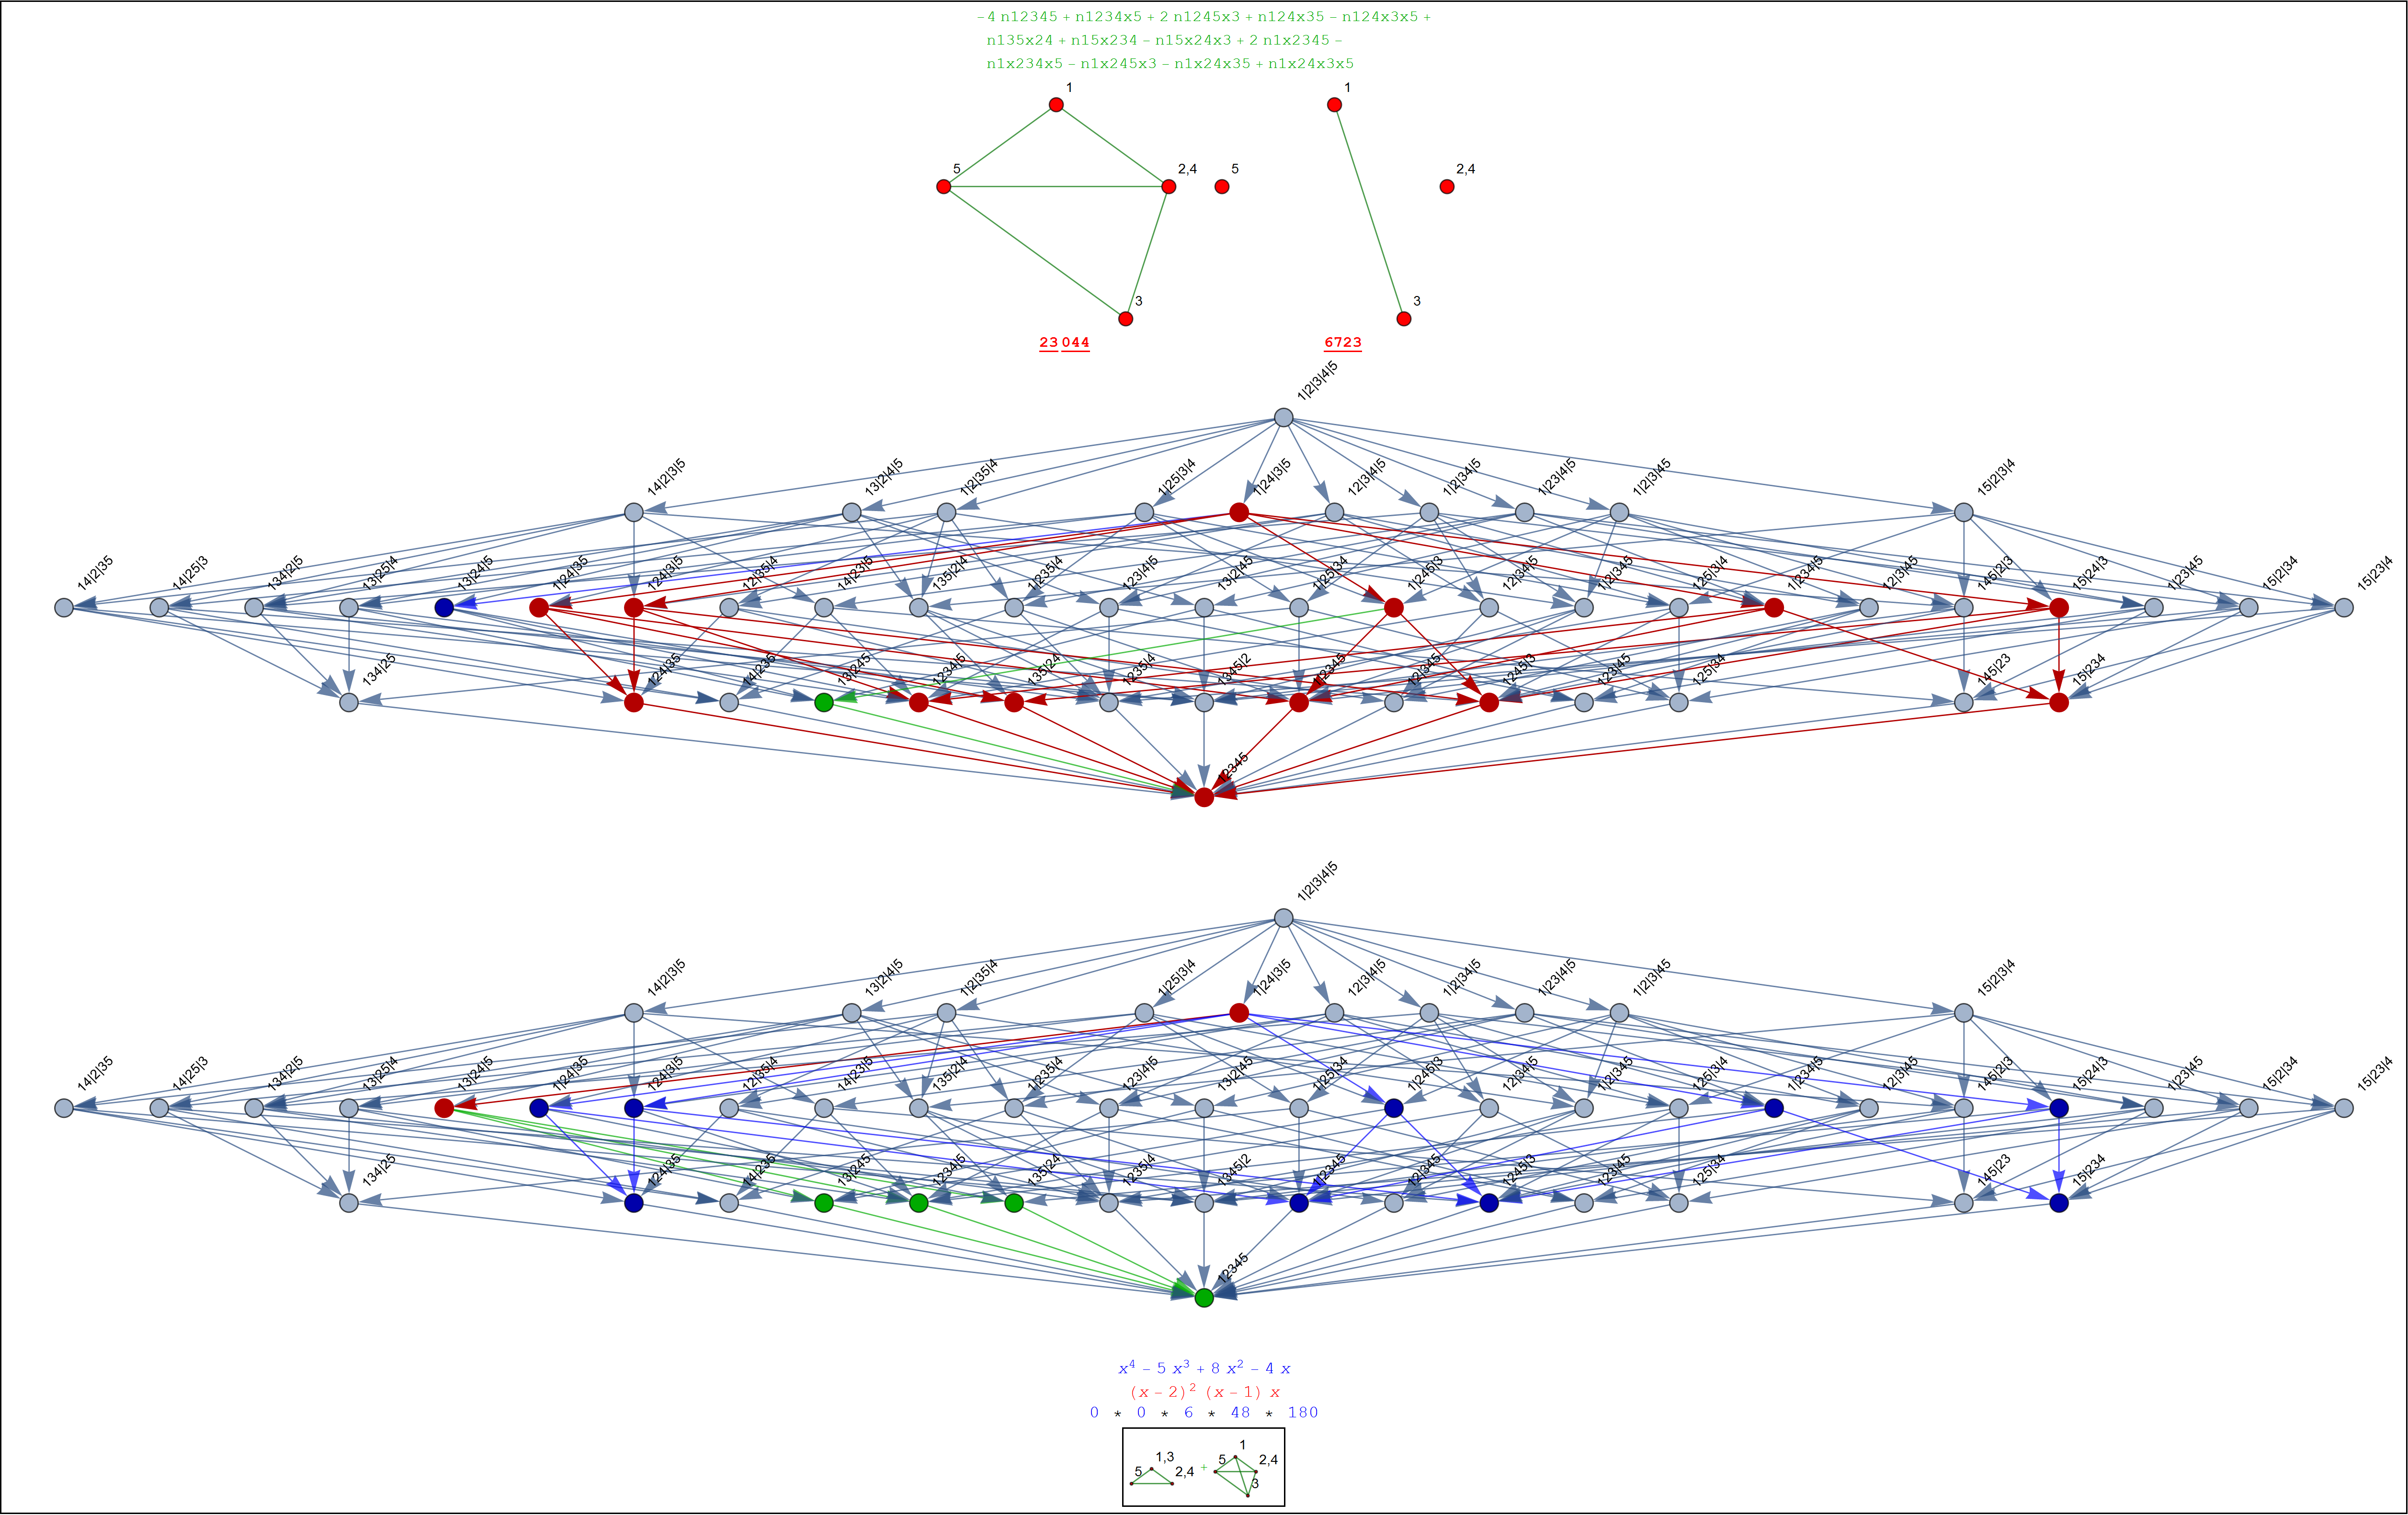 −4 n12345 + n1234x5 + 2 n1245x3 + n124x35 − n124x3x5 +
n135x24 + n15x234 − n15x24x3 + 2 n1x2345 −
n1x234x5 − n1x245x3 − n1x24x35 + n1x24x3x5
1 1
5 2,4 5 2,4
3 3
23 044 6723
1|2|3|4|5
14|2|3|5 13|2|4|5 1|2|35|4 1|25|3|4 1|24|3|5 12|3|4|5 1|2|34|5 1|23|4|5 1|2|3|45 15|2|3|4
14|2|35 14|25|3 134|2|5 13|25|4 13|24|5 1|24|35 124|3|5 12|35|4 14|23|5 135|2|4 1|235|4 123|4|5 13|2|45 1|25|34 1|245|3 12|34|5 1|2|345 125|3|4 1|234|5 12|3|45 145|2|3 15|24|3 1|23|45 15|2|34 15|23|4
134|25 124|35 14|235 13|245 1234|5 135|24 1235|4 1345|2 1|2345 12|345 1245|3 123|45 125|34 145|23 15|234
12345
1|2|3|4|5
14|2|3|5 13|2|4|5 1|2|35|4 1|25|3|4 1|24|3|5 12|3|4|5 1|2|34|5 1|23|4|5 1|2|3|45 15|2|3|4
14|2|35 14|25|3 134|2|5 13|25|4 13|24|5 1|24|35 124|3|5 12|35|4 14|23|5 135|2|4 1|235|4 123|4|5 13|2|45 1|25|34 1|245|3 12|34|5 1|2|345 125|3|4 1|234|5 12|3|45 145|2|3 15|24|3 1|23|45 15|2|34 15|23|4
134|25 124|35 14|235 13|245 1234|5 135|24 1235|4 1345|2 1|2345 12|345 1245|3 123|45 125|34 145|23 15|234
12345
x⁴ − 5 x³ + 8 x² − 4 x
(x − 2)² (x − 1) x
0 * 0 * 6 * 48 * 180
1,3 1
5 2,4 + 5 2,4
3